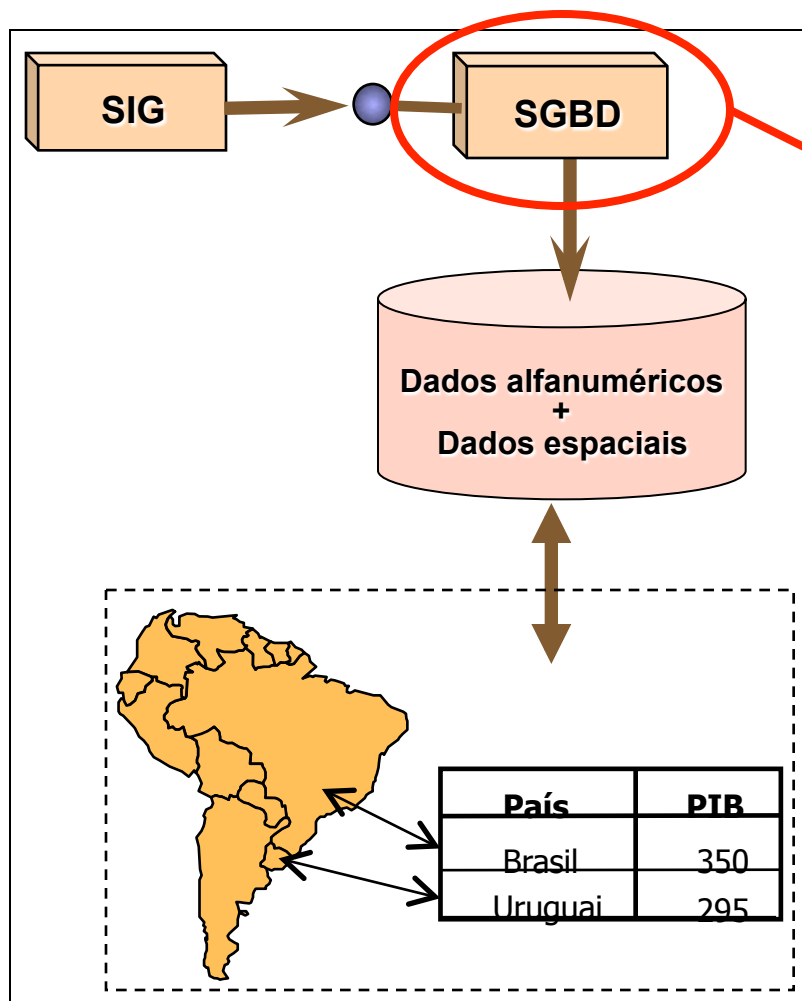 SIG
SGBD
Dados alfanuméricos
+
Dados espaciais
País PIB
Brasil 350
Uruguai 295